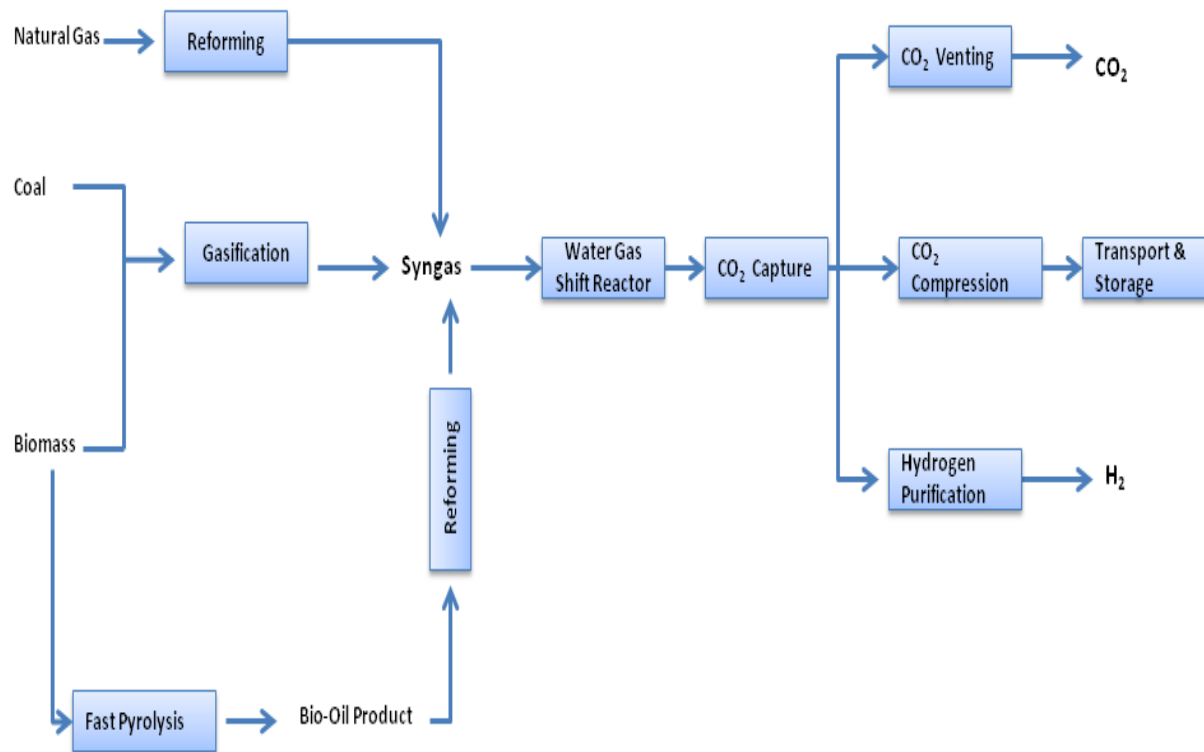 Natural Gas
Reforming
CO₂ Venting
CO₂
Coal
Gasification
Syngas
Water Gas
Shift Reactor
CO₂ Capture
CO₂
Compression
Transport &
Storage
Biomass
Reforming
Hydrogen
Purification
H₂
Fast Pyrolysis
Bio-Oil Product